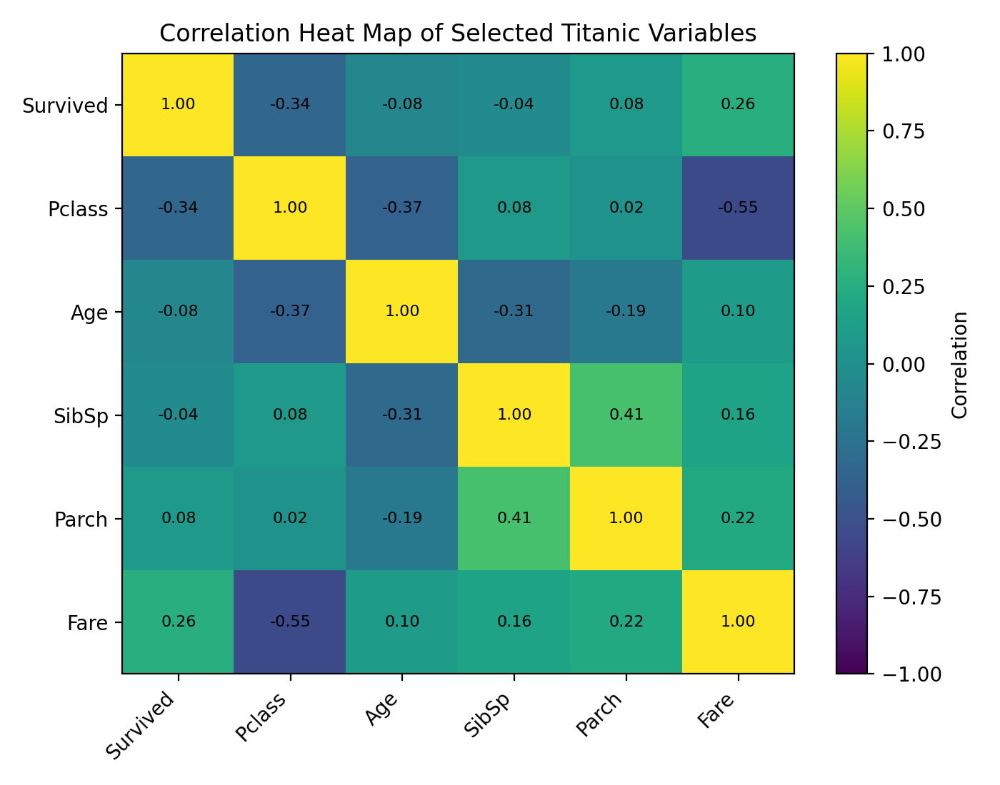 Correlation Heat Map of Selected Titanic Variables
Survived 1.00 -0.34 -0.08 -0.04 0.08 0.26
Pclass -0.34 1.00 -0.37 0.08 0.02 -0.55
Age -0.08 -0.37 1.00 -0.31 -0.19 0.10
SibSp -0.04 0.08 -0.31 1.00 0.41 0.16
Parch 0.08 0.02 -0.19 0.41 1.00 0.22
Fare 0.26 -0.55 0.10 0.16 0.22 1.00
Survived Pclass Age SibSp Parch Fare
1.00
0.75
0.50
0.25
0.00
−0.25
−0.50
−0.75
−1.00
Correlation